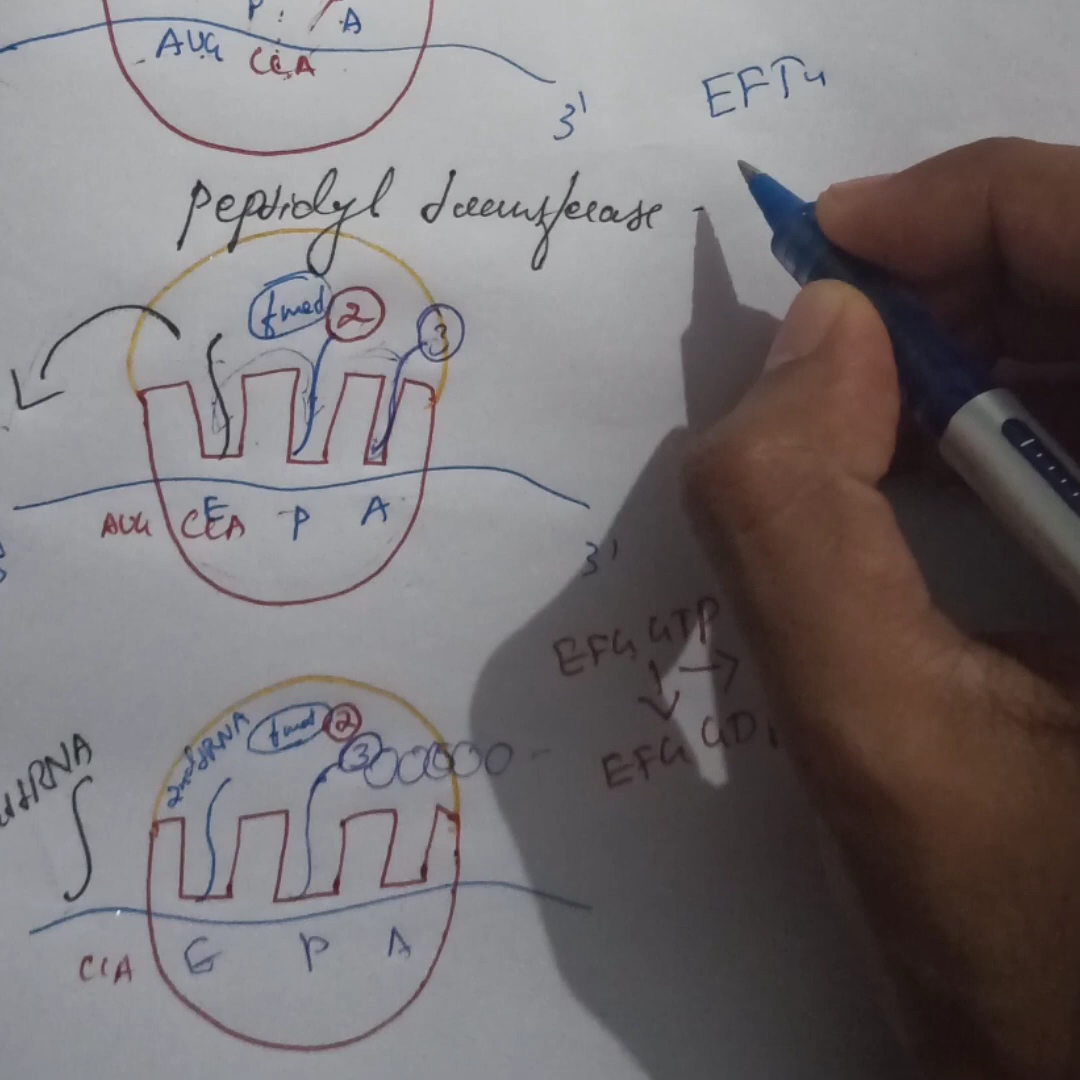 P A
AUG CCA
3'
EFTu
peptidyl transferase -
fmet 2 3
AUG CCA E P A
3'
EFG GTP
EFG GD
fmet 2
2nd tRNA 3
tRNA
CCA E P A